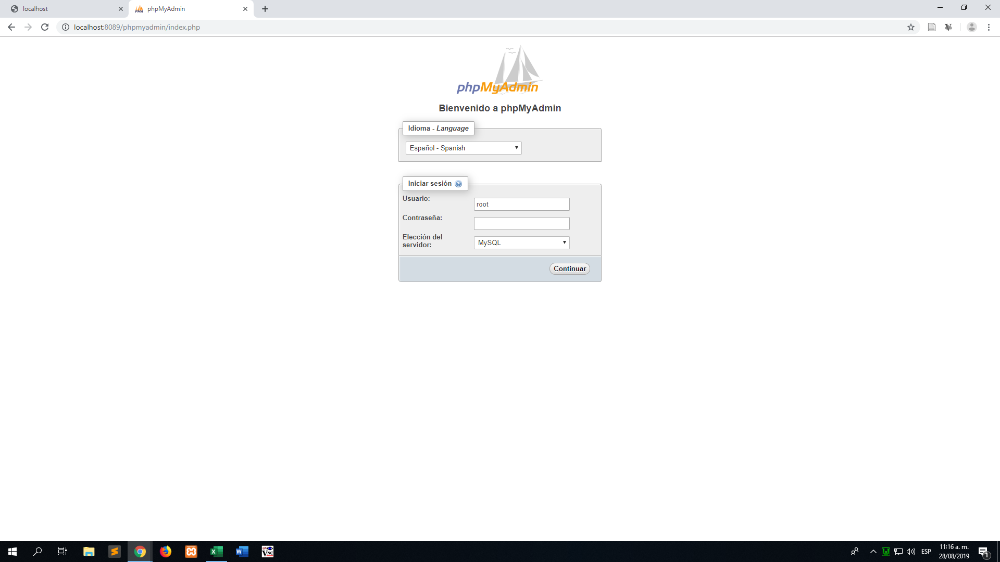 localhost
phpMyAdmin
localhost:8089/phpmyadmin/index.php
phpMyAdmin
Bienvenido a phpMyAdmin
Idioma - Language
Español - Spanish
Iniciar sesión
Usuario:
root
Contraseña:
Elección del
servidor:
MySQL
Continuar
ESP
11:16 a. m.
28/08/2019
1